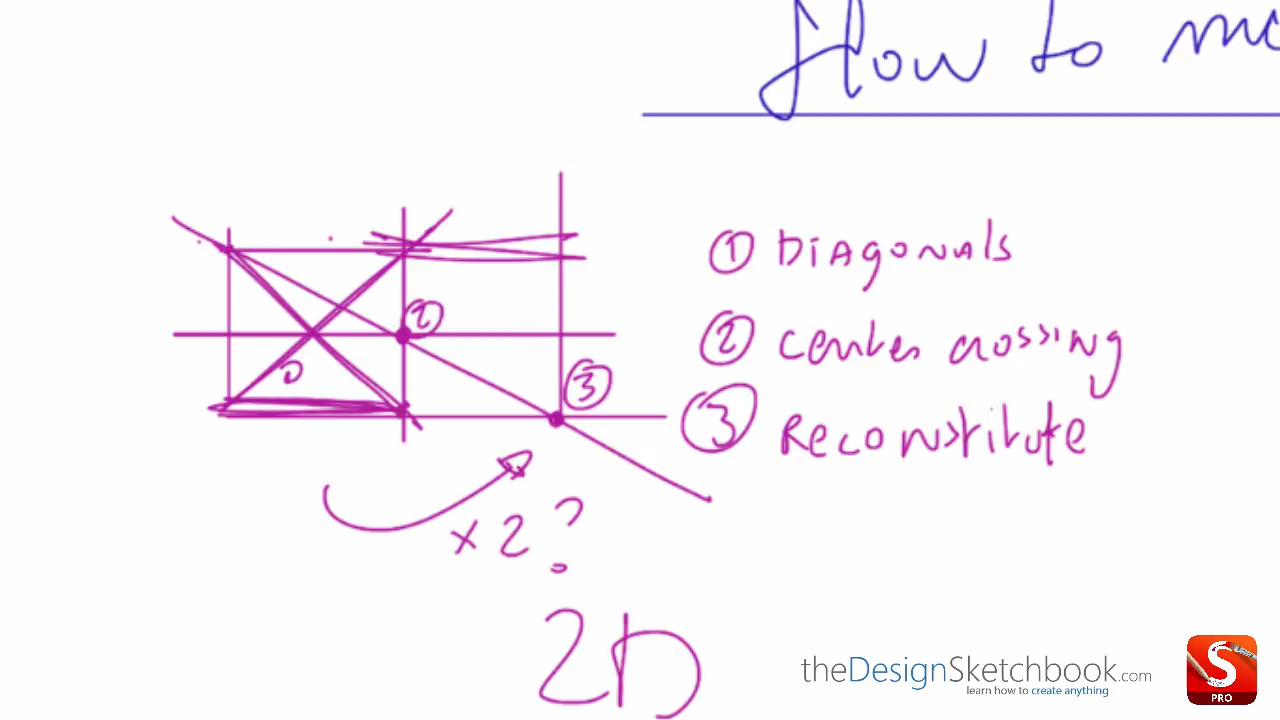 How to
① DiAgonAls
② center crossing
③ Reconstitute
②
③
x2?
2D
theDesignSketchbook.com
learn how to create anything
S
PRO